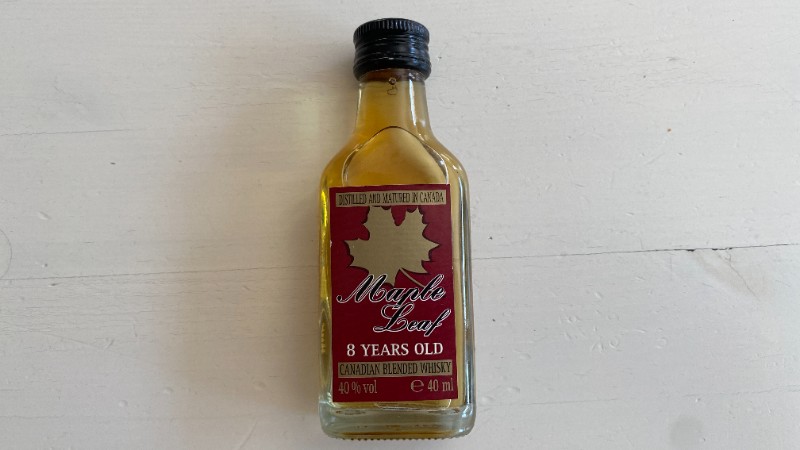 DISTILLED AND MATURED IN CANADA
Maple
Leaf
8 YEARS OLD
CANADIAN BLENDED WHISKY
40% vol ℮ 40 ml